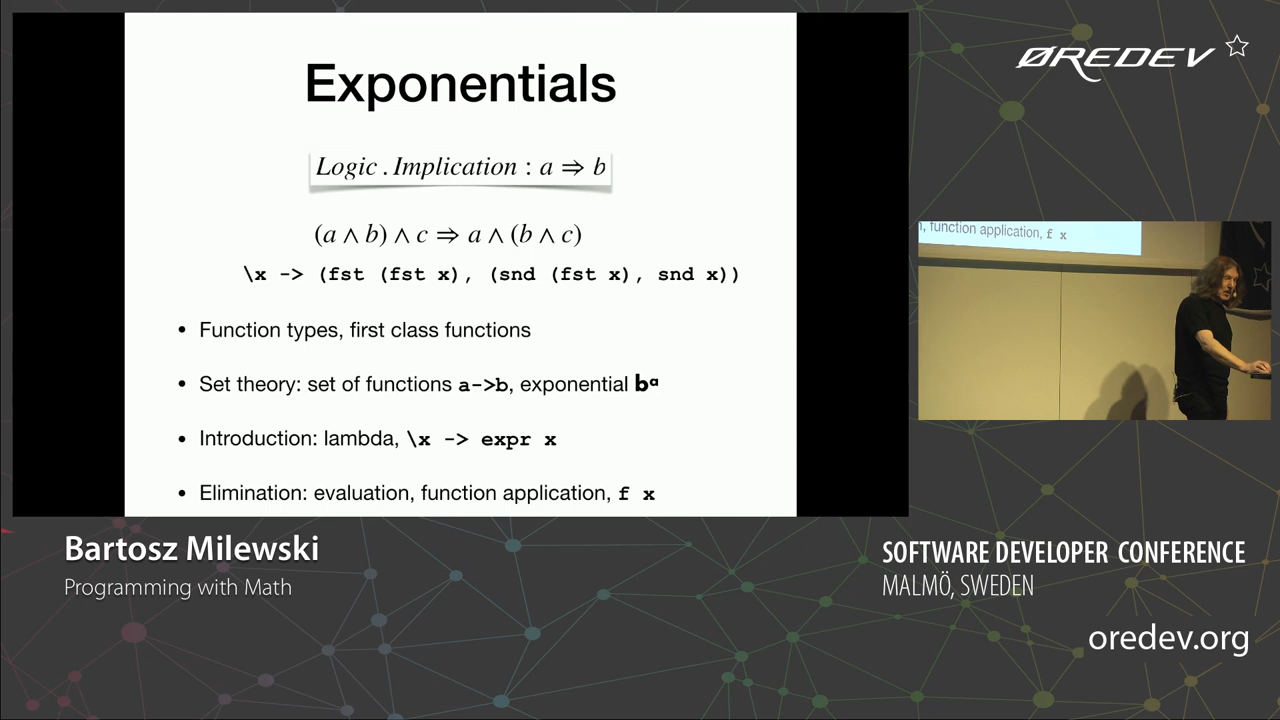 Exponentials
Logic . Implication : a ⇒ b
(a ∧ b) ∧ c ⇒ a ∧ (b ∧ c)
\x -> (fst (fst x), (snd (fst x), snd x))
• Function types, first class functions
• Set theory: set of functions a->b, exponential bᵃ
• Introduction: lambda, \x -> expr x
• Elimination: evaluation, function application, f x
ØREDEV
, function application, f x
Bartosz Milewski
Programming with Math
SOFTWARE DEVELOPER CONFERENCE
MALMÖ, SWEDEN
oredev.org